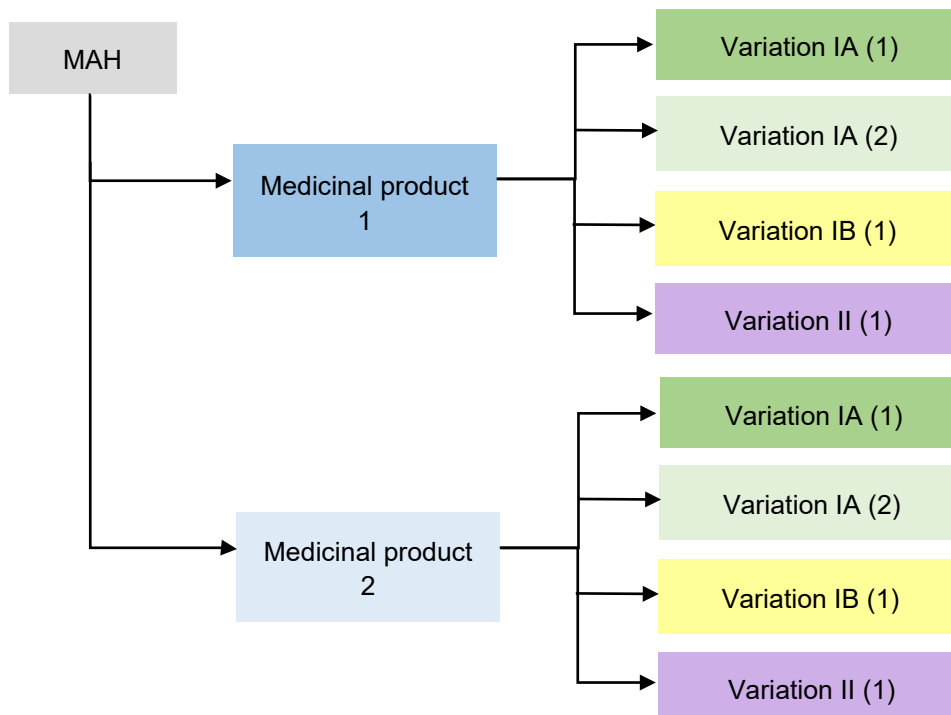 MAH
Medicinal product
1
Variation IA (1)
Variation IA (2)
Variation IB (1)
Variation II (1)
Medicinal product
2
Variation IA (1)
Variation IA (2)
Variation IB (1)
Variation II (1)